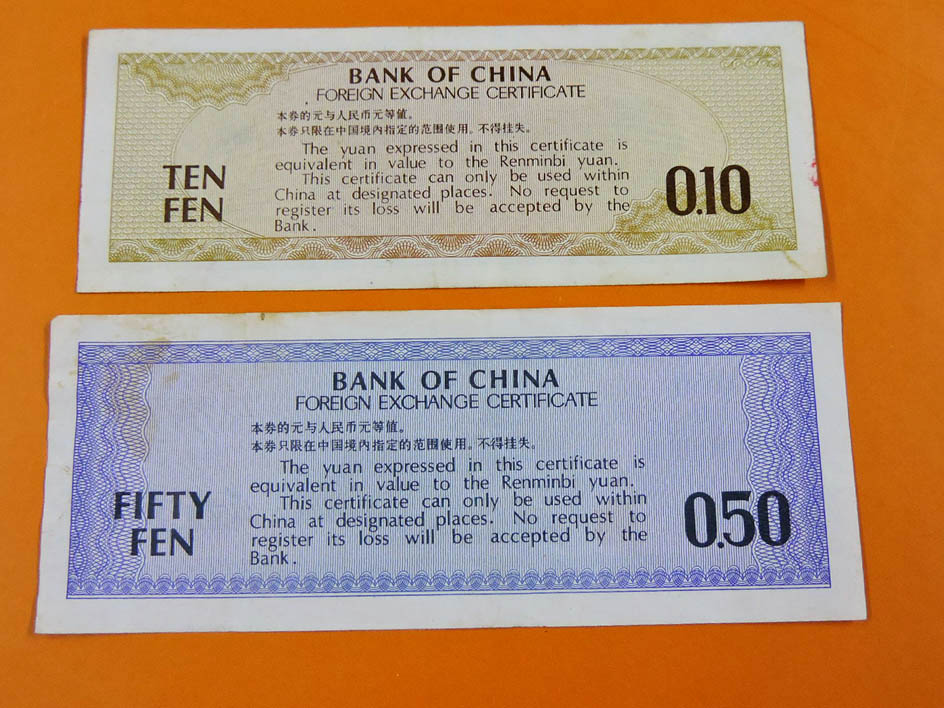 BANK OF CHINA
FOREIGN EXCHANGE CERTIFICATE
本券的元与人民币元等值。
本券只限在中国境内指定的范围使用。不得挂失。
The yuan expressed in this certificate is
equivalent in value to the Renminbi yuan.
This certificate can only be used within
China at designated places. No request to
register its loss will be accepted by the
Bank.
TEN
FEN
0.10
BANK OF CHINA
FOREIGN EXCHANGE CERTIFICATE
本券的元与人民币元等值。
本券只限在中国境内指定的范围使用。不得挂失。
The yuan expressed in this certificate is
equivalent in value to the Renminbi yuan.
This certificate can only be used within
China at designated places. No request to
register its loss will be accepted by the
Bank.
FIFTY
FEN
0.50